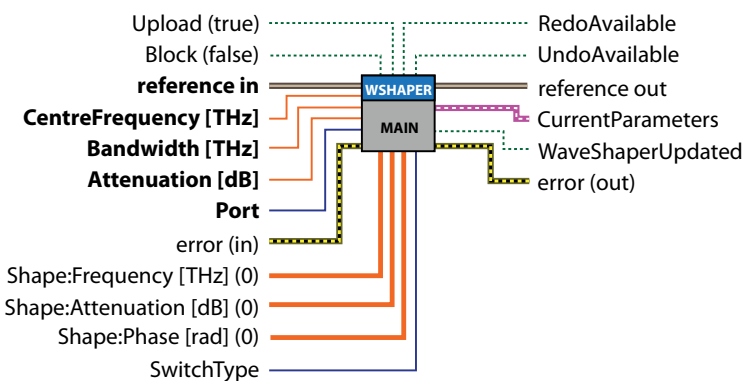 Upload (true)
Block (false)
reference in
CentreFrequency [THz]
Bandwidth [THz]
Attenuation [dB]
Port
error (in)
Shape:Frequency [THz] (0)
Shape:Attenuation [dB] (0)
Shape:Phase [rad] (0)
SwitchType
WSHAPER
MAIN
RedoAvailable
UndoAvailable
reference out
CurrentParameters
WaveShaperUpdated
error (out)